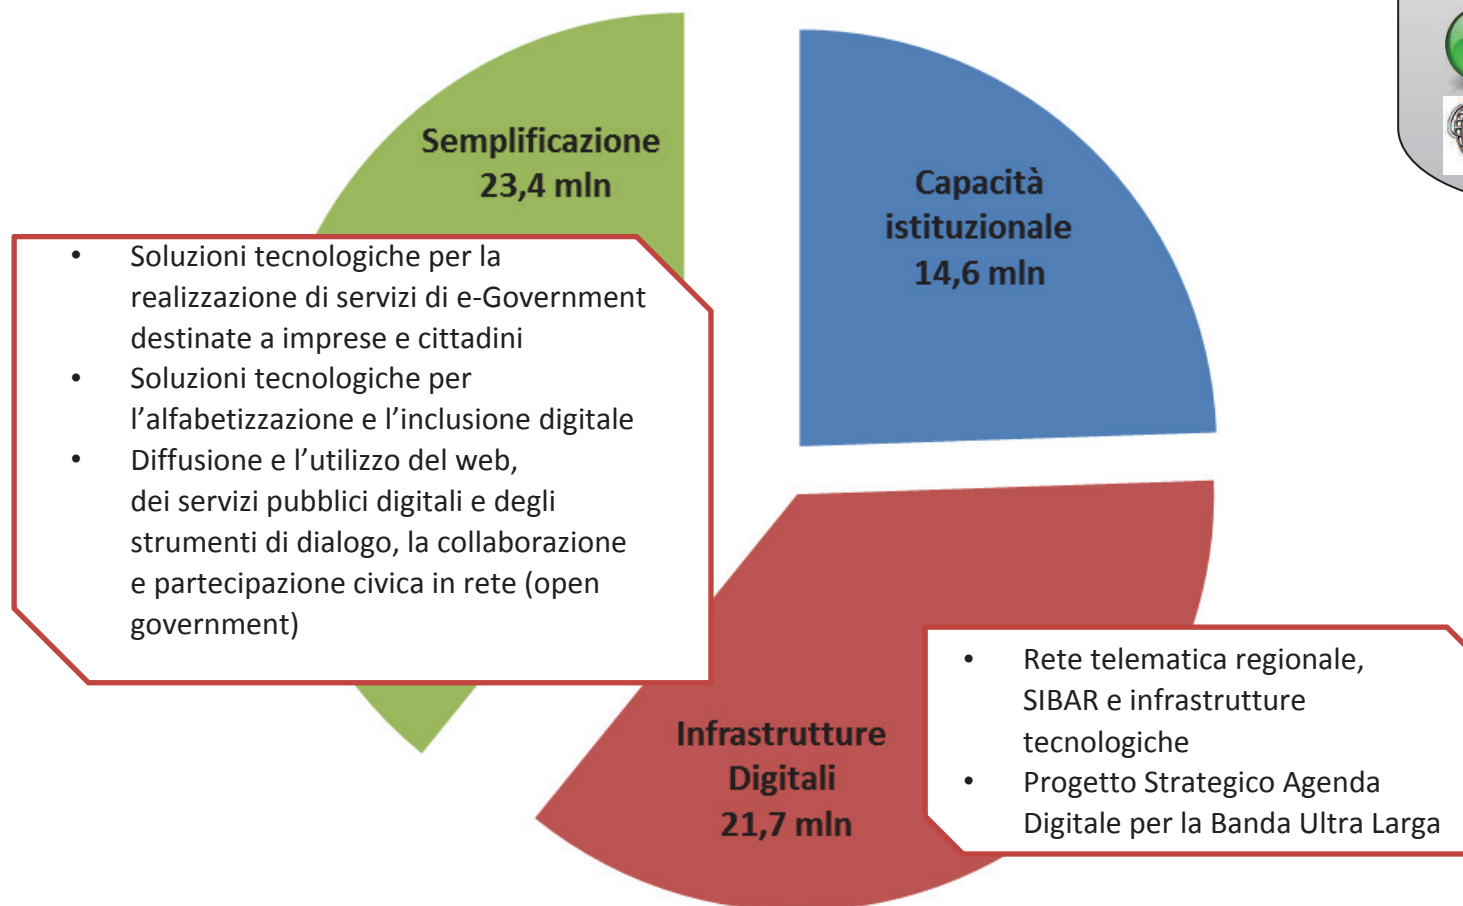 Semplificazione
23,4 mln
Capacità
istituzionale
14,6 mln
• Soluzioni tecnologiche per la
realizzazione di servizi di e-Government
destinate a imprese e cittadini
• Soluzioni tecnologiche per
l’alfabetizzazione e l’inclusione digitale
• Diffusione e l’utilizzo del web,
dei servizi pubblici digitali e degli
strumenti di dialogo, la collaborazione
e partecipazione civica in rete (open
government)
Infrastrutture
Digitali
21,7 mln
• Rete telematica regionale,
SIBAR e infrastrutture
tecnologiche
• Progetto Strategico Agenda
Digitale per la Banda Ultra Larga